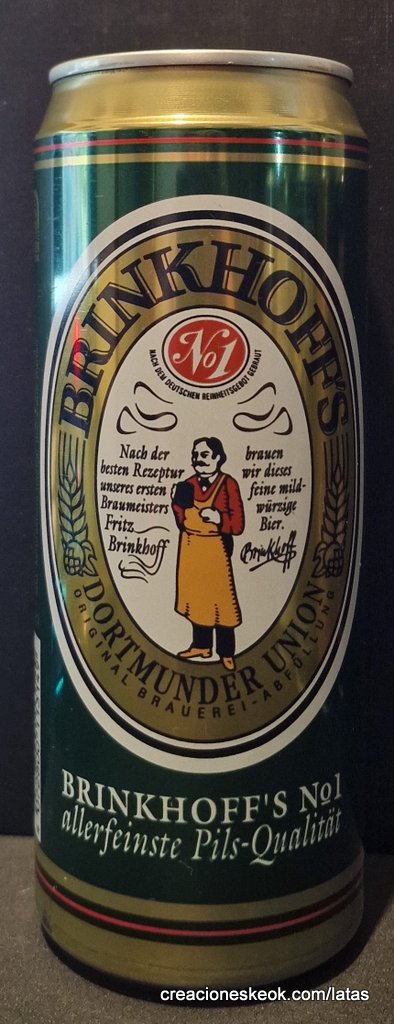 BRINKHOFF'S
No1
NACH DEM DEUTSCHEN REINHEITSGEBOT GEBRAUT
Nach der
besten Rezeptur
unseres ersten
Braumeisters
Fritz
Brinkhoff
brauen
wir dieses
feine mild-
würzige
Bier.
Brinkhoff
DORTMUNDER UNION
ORIGINAL BRAUEREI-ABFÜLLUNG
BRINKHOFF'S No1
allerfeinste Pils-Qualität
creacioneskeok.com/latas